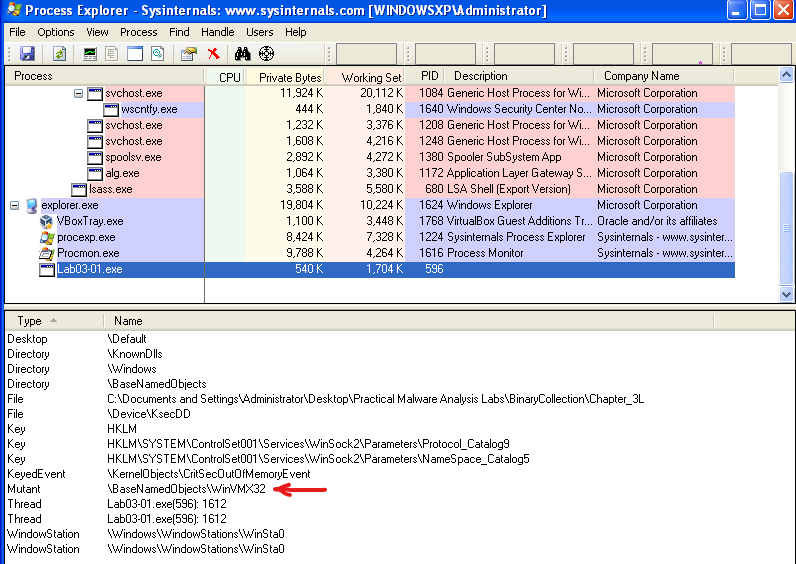 Process Explorer - Sysinternals: www.sysinternals.com [WINDOWSXP\Administrator]
File Options View Process Find Handle Users Help
Process CPU Private Bytes Working Set PID Description Company Name
svchost.exe 11,924 K 20,112 K 1084 Generic Host Process for Wi... Microsoft Corporation
wscntfy.exe 444 K 1,840 K 1640 Windows Security Center No... Microsoft Corporation
svchost.exe 1,232 K 3,376 K 1208 Generic Host Process for Wi... Microsoft Corporation
svchost.exe 1,608 K 4,216 K 1248 Generic Host Process for Wi... Microsoft Corporation
spoolsv.exe 2,892 K 4,272 K 1380 Spooler SubSystem App Microsoft Corporation
alg.exe 1,064 K 3,380 K 1172 Application Layer Gateway S... Microsoft Corporation
lsass.exe 3,588 K 5,580 K 680 LSA Shell (Export Version) Microsoft Corporation
explorer.exe 19,804 K 10,224 K 1624 Windows Explorer Microsoft Corporation
VBoxTray.exe 1,100 K 3,448 K 1768 VirtualBox Guest Additions Tr... Oracle and/or its affiliates
procexp.exe 8,424 K 7,328 K 1224 Sysinternals Process Explorer Sysinternals - www.sysinter...
Procmon.exe 9,788 K 4,264 K 1616 Process Monitor Sysinternals - www.sysinter...
Lab03-01.exe 540 K 1,704 K 596
Type Name
Desktop \Default
Directory \KnownDlls
Directory \Windows
Directory \BaseNamedObjects
File C:\Documents and Settings\Administrator\Desktop\Practical Malware Analysis Labs\BinaryCollection\Chapter_3L
File \Device\KsecDD
Key HKLM
Key HKLM\SYSTEM\ControlSet001\Services\WinSock2\Parameters\Protocol_Catalog9
Key HKLM\SYSTEM\ControlSet001\Services\WinSock2\Parameters\NameSpace_Catalog5
KeyedEvent \KernelObjects\CritSecOutOfMemoryEvent
Mutant \BaseNamedObjects\WinVMX32
Thread Lab03-01.exe(596): 1612
Thread Lab03-01.exe(596): 1612
WindowStation \Windows\WindowStations\WinSta0
WindowStation \Windows\WindowStations\WinSta0